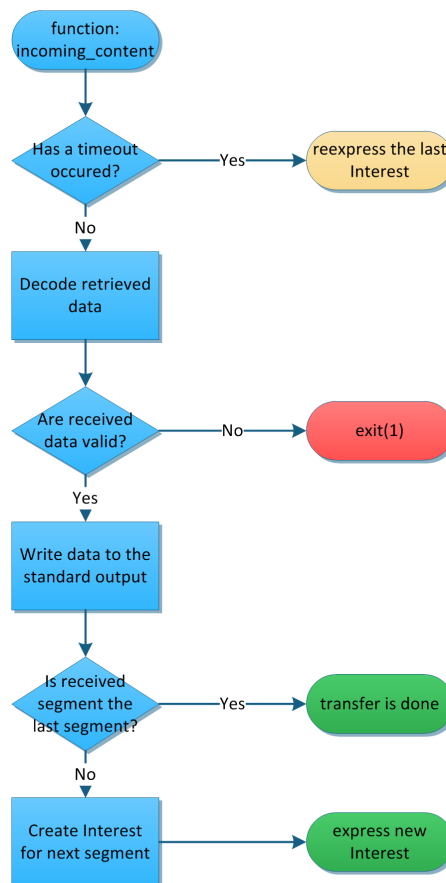 function:
incoming_content
Has a timeout
occured?
Yes
reexpress the last
Interest
No
Decode retrieved
data
Are received
data valid?
No
exit(1)
Yes
Write data to the
standard output
Is received
segment the
last segment?
Yes
transfer is done
No
Create Interest
for next segment
express new
Interest